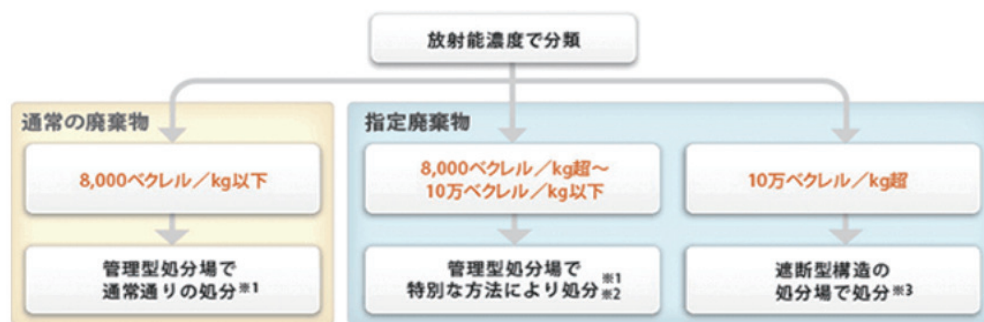 放射能濃度で分類
通常の廃棄物
8,000ベクレル／kg以下
管理型処分場で
通常通りの処分※1
指定廃棄物
8,000ベクレル／kg超～
10万ベクレル／kg以下
管理型処分場で
特別な方法により処分※1※2
10万ベクレル／kg超
遮断型構造の
処分場で処分※3